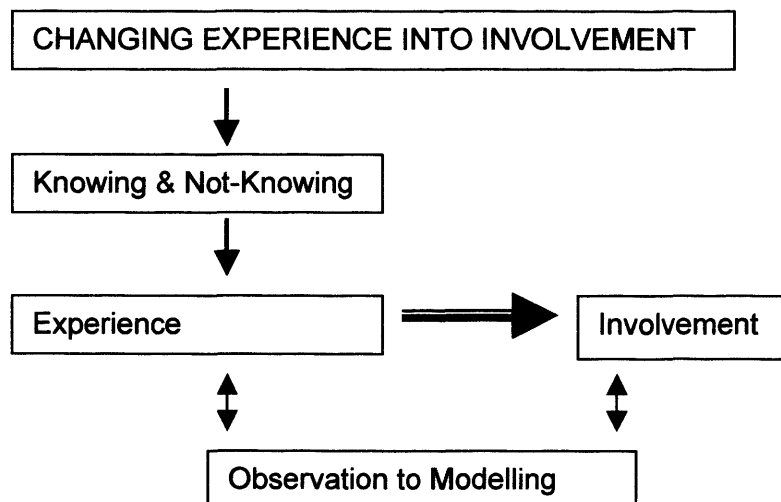 CHANGING EXPERIENCE INTO INVOLVEMENT
Knowing & Not-Knowing
Experience
Involvement
Observation to Modelling